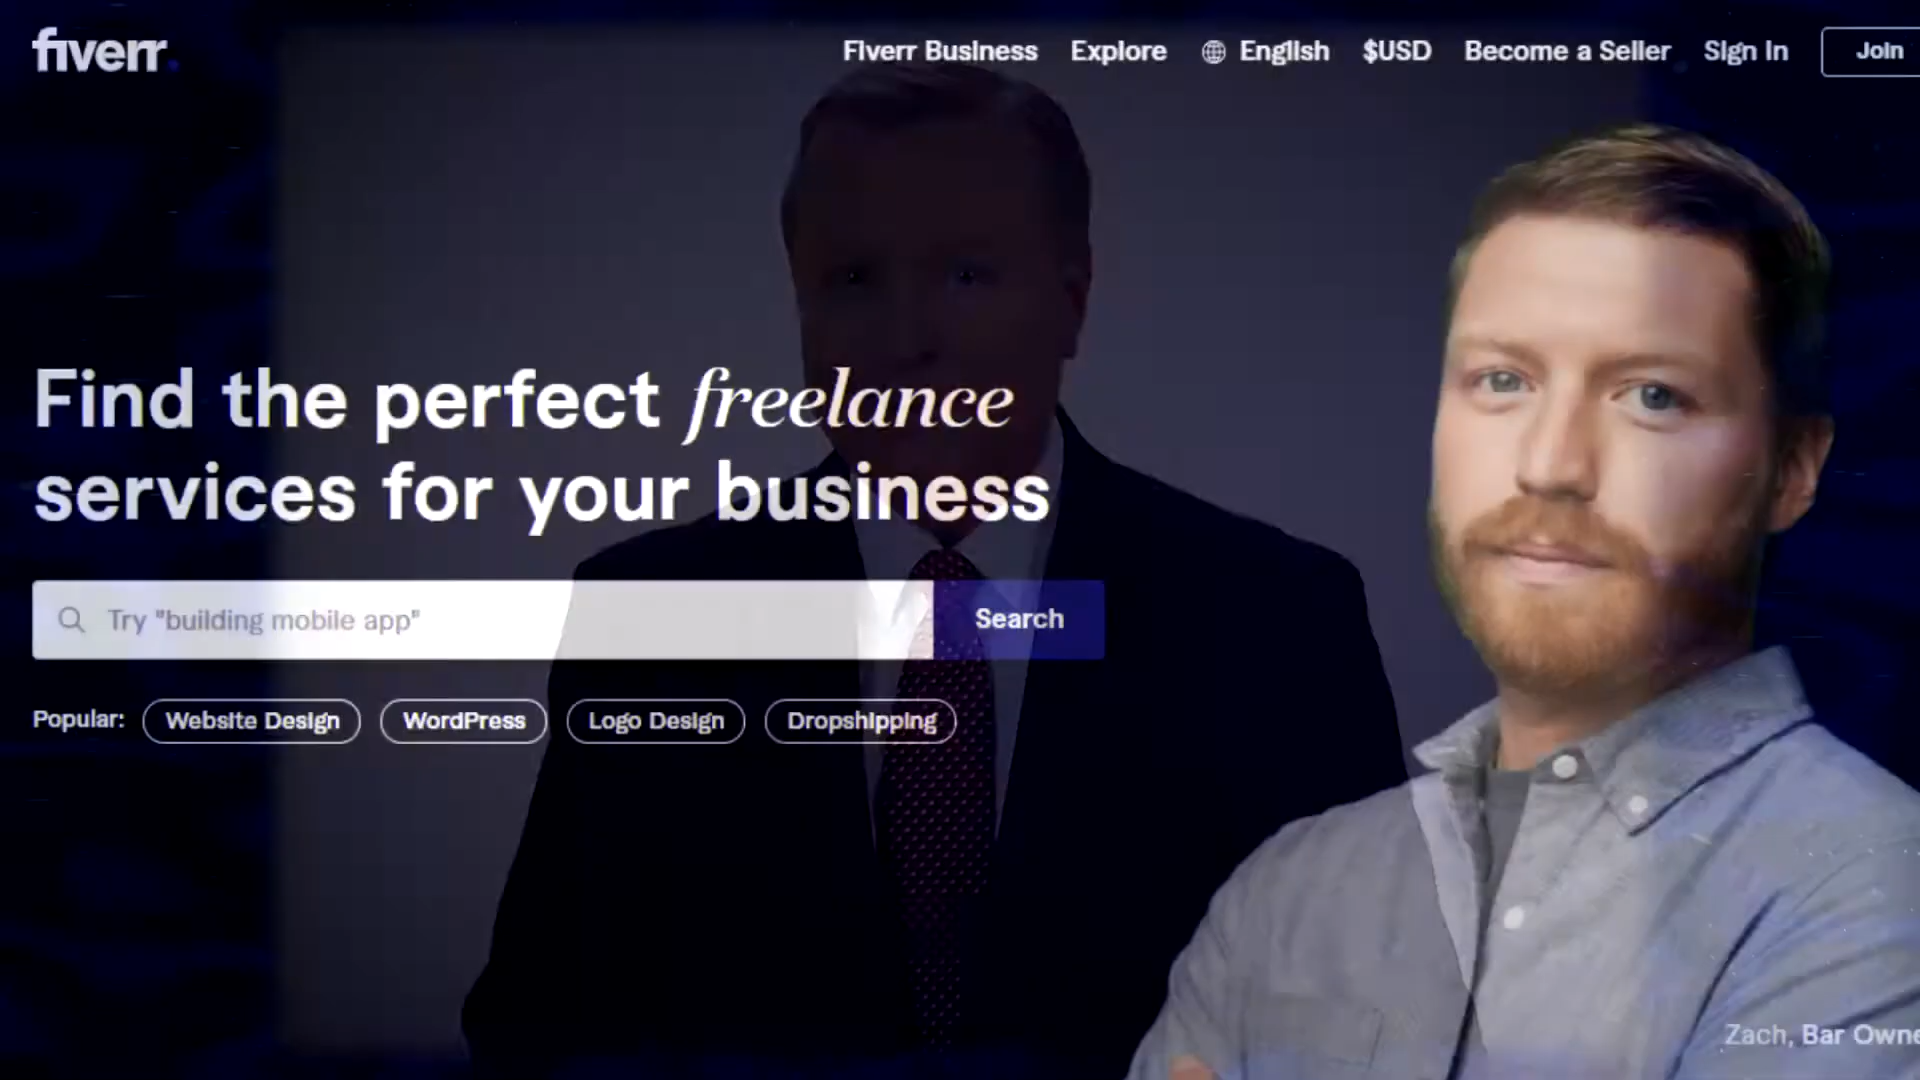 fiverr.
Fiverr Business Explore English $USD Become a Seller Sign In Join
Find the perfect freelance
services for your business
Try "building mobile app"
Search
Popular: Website Design WordPress Logo Design Dropshipping
Zach, Bar Owne